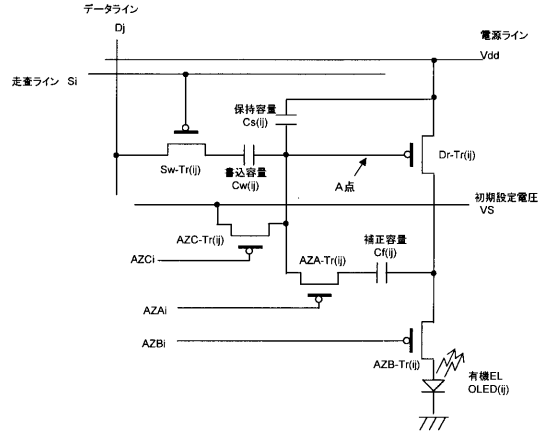 データライン
Dj
電源ライン
Vdd
走査ライン Si
保持容量
Cs(ij)
Sw-Tr(ij)
書込容量
Cw(ij)
A点
Dr-Tr(ij)
初期設定電圧
VS
AZC-Tr(ij)
AZCi
AZA-Tr(ij)
補正容量
Cf(ij)
AZAi
AZBi
AZB-Tr(ij)
有機EL
OLED(ij)